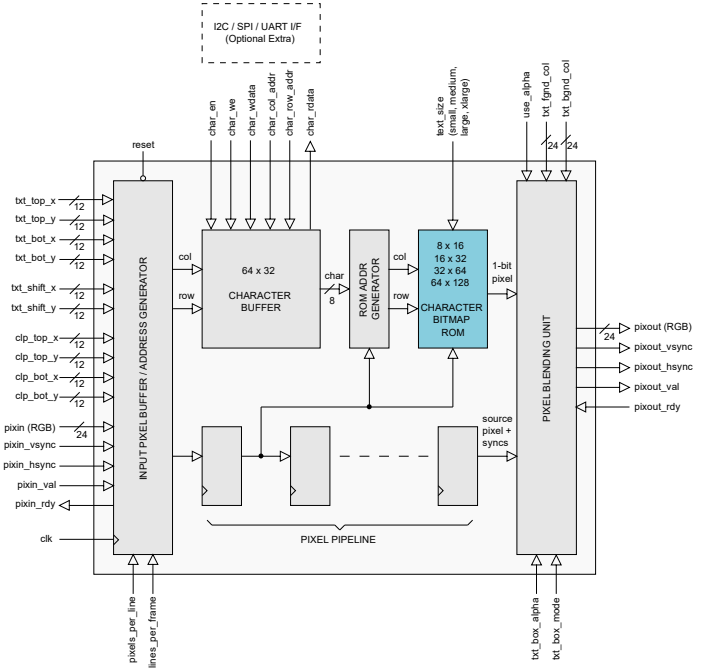 I2C / SPI / UART I/F
(Optional Extra)
char_en
char_we
char_wdata
char_col_addr
char_row_addr
char_rdata
text_size
(small, medium,
large, xlarge)
use_alpha
txt_fgnd_col
txt_bgnd_col
24
24
reset
txt_top_x
12
txt_top_y
12
txt_bot_x
12
txt_bot_y
12
txt_shift_x
12
txt_shift_y
12
clp_top_x
12
clp_top_y
12
clp_bot_x
12
clp_bot_y
12
pixin (RGB)
24
pixin_vsync
pixin_hsync
pixin_val
pixin_rdy
clk
INPUT PIXEL BUFFER / ADDRESS GENERATOR
col
row
64 x 32
CHARACTER
BUFFER
char
8
ROM ADDR
GENERATOR
col
row
8 x 16
16 x 32
32 x 64
64 x 128
CHARACTER
BITMAP
ROM
1-bit
pixel
PIXEL BLENDING UNIT
source
pixel +
syncs
PIXEL PIPELINE
pixout (RGB)
24
pixout_vsync
pixout_hsync
pixout_val
pixout_rdy
pixels_per_line
lines_per_frame
txt_box_alpha
txt_box_mode